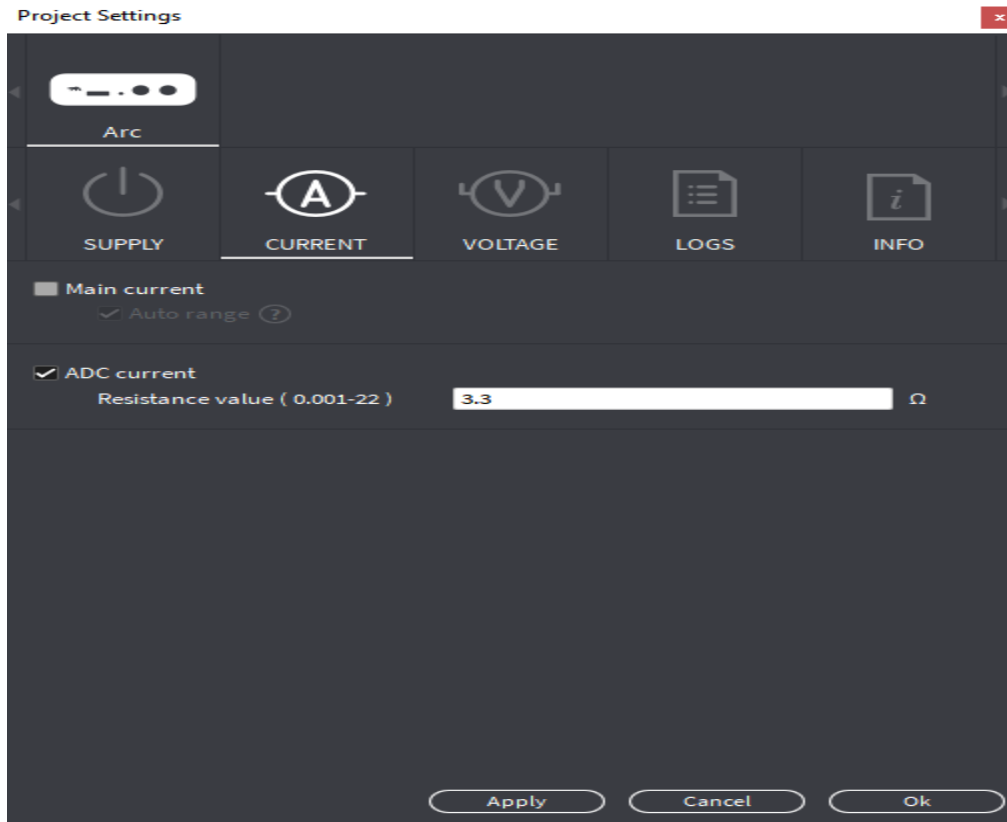 Project Settings
Arc
SUPPLY CURRENT VOLTAGE LOGS INFO
Main current
Auto range ?
ADC current
Resistance value ( 0.001-22 ) 3.3 Ω
Apply Cancel Ok